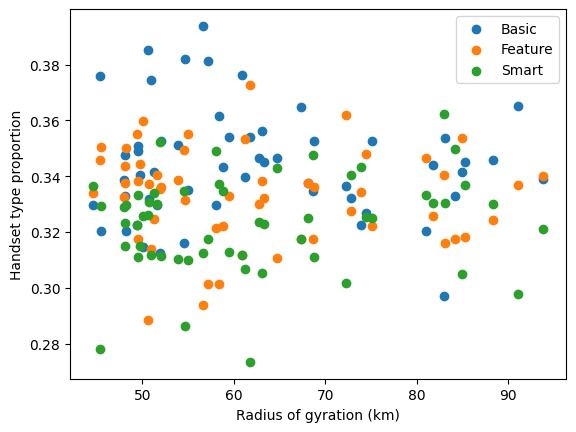 Basic
Feature
Smart
0.38
0.36
0.34
0.32
0.30
0.28
Handset type proportion
50
60
70
80
90
Radius of gyration (km)